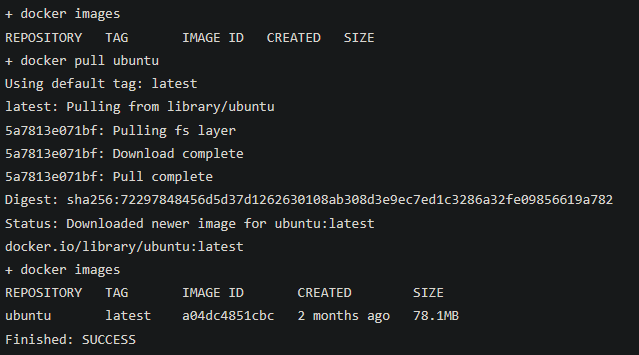 + docker images
REPOSITORY   TAG       IMAGE ID   CREATED   SIZE
+ docker pull ubuntu
Using default tag: latest
latest: Pulling from library/ubuntu
5a7813e071bf: Pulling fs layer
5a7813e071bf: Download complete
5a7813e071bf: Pull complete
Digest: sha256:72297848456d5d37d1262630108ab308d3e9ec7ed1c3286a32fe09856619a782
Status: Downloaded newer image for ubuntu:latest
docker.io/library/ubuntu:latest
+ docker images
REPOSITORY   TAG       IMAGE ID       CREATED        SIZE
ubuntu       latest    a04dc4851cbc   2 months ago   78.1MB
Finished: SUCCESS